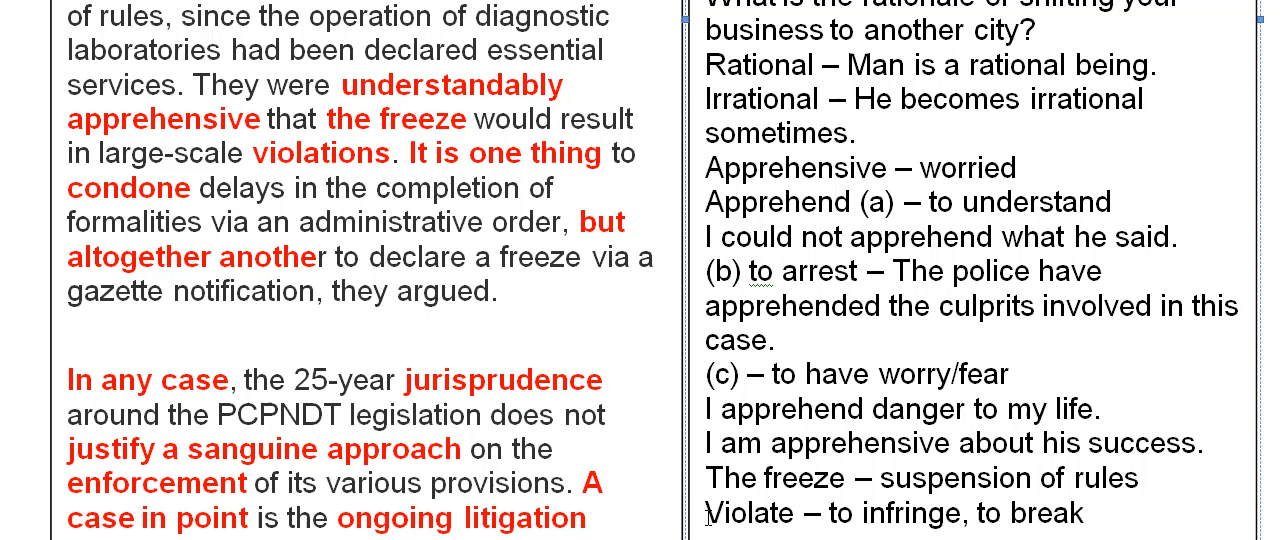 of rules, since the operation of diagnostic
laboratories had been declared essential
services. They were understandably
apprehensive that the freeze would result
in large-scale violations. It is one thing to
condone delays in the completion of
formalities via an administrative order, but
altogether another to declare a freeze via a
gazette notification, they argued.
In any case, the 25-year jurisprudence
around the PCPNDT legislation does not
justify a sanguine approach on the
enforcement of its various provisions. A
case in point is the ongoing litigation
What is the rationale of shifting your
business to another city?
Rational – Man is a rational being.
Irrational – He becomes irrational
sometimes.
Apprehensive – worried
Apprehend (a) – to understand
I could not apprehend what he said.
(b) to arrest – The police have
apprehended the culprits involved in this
case.
(c) – to have worry/fear
I apprehend danger to my life.
I am apprehensive about his success.
The freeze – suspension of rules
Violate – to infringe, to break